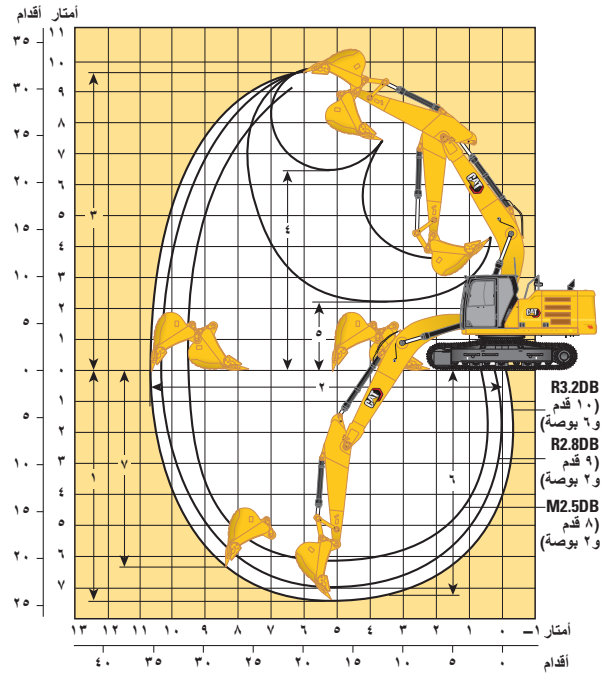 أقدام أمتار
١١
٣٥ ١٠
٣٠ ٩
٨
٢٥ ٧
٢٠ ٦
٣ ٤ ٥
١٥ ٤
١٠ ٣
٢
٥ ٥
١ ١
٠ ٠
٢
١
٥ ٢
٧
١٠ ٣
١ ٦
٤
١٥ ٥
٢٠ ٦
٧
٢٥
CAT
CAT
CAT
R3.2DB
(١٠ قدم
و٦ بوصة)
R2.8DB
(٩ قدم
و٢ بوصة)
M2.5DB
(٨ قدم
و٢ بوصة)
١٣ ١٢ ١١ ١٠ ٩ ٨ ٧ ٦ ٥ ٤ ٣ ٢ ١ ٠ ١– أمتار
٤٠ ٣٥ ٣٠ ٢٥ ٢٠ ١٥ ١٠ ٥ ٠ أقدام